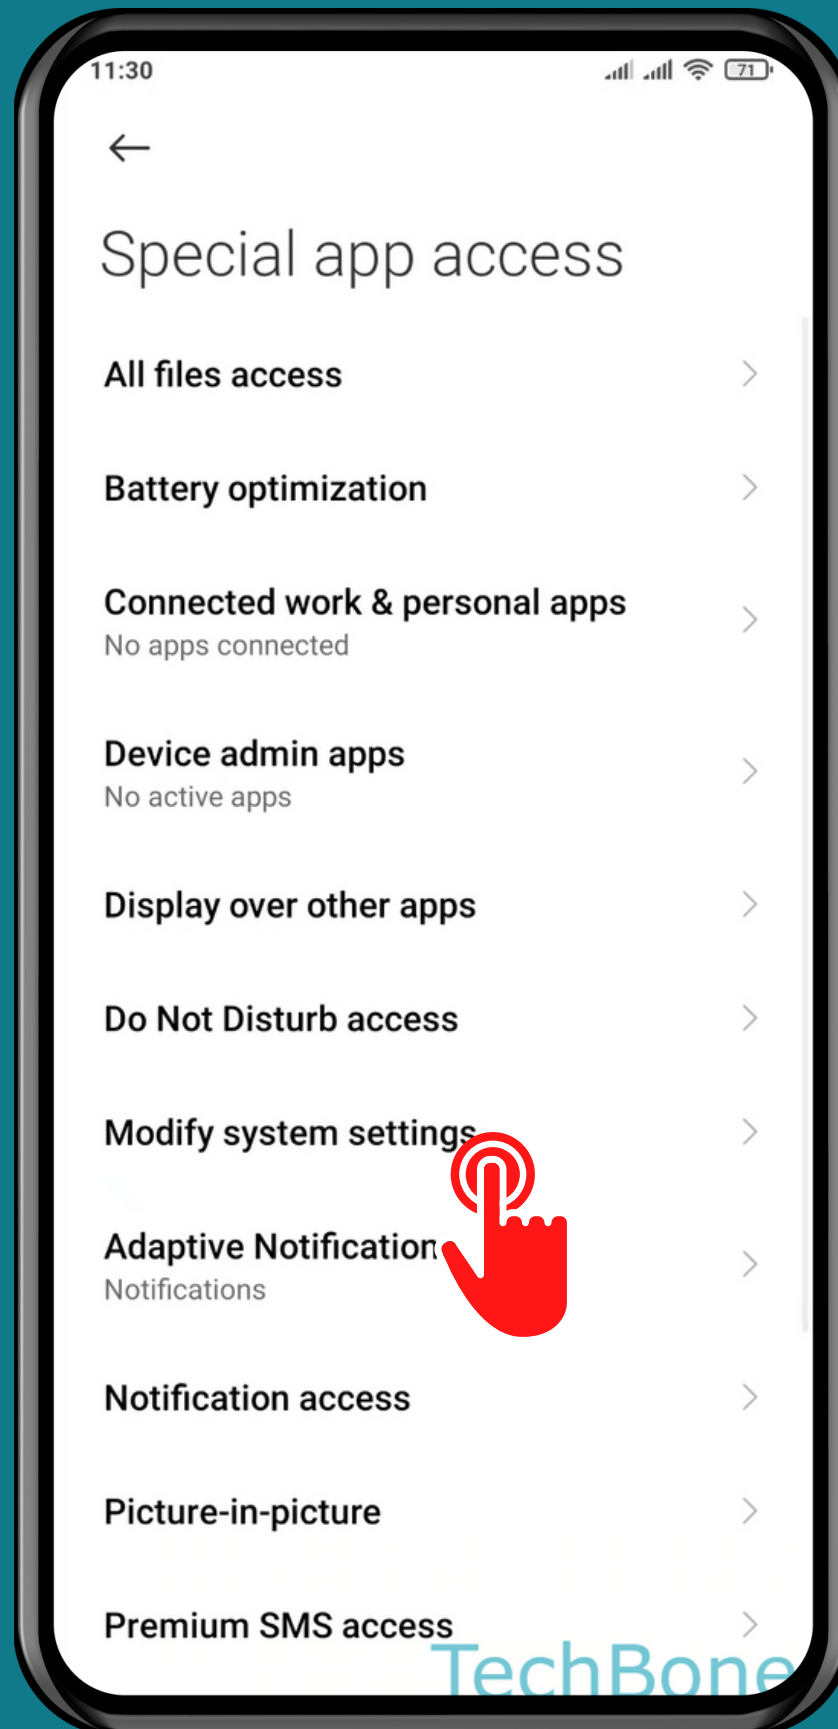 11:30
71
Special app access
All files access
Battery optimization
Connected work & personal apps
No apps connected
Device admin apps
No active apps
Display over other apps
Do Not Disturb access
Modify system settings
Adaptive Notification
Notifications
Notification access
Picture-in-picture
Premium SMS access
TechBone